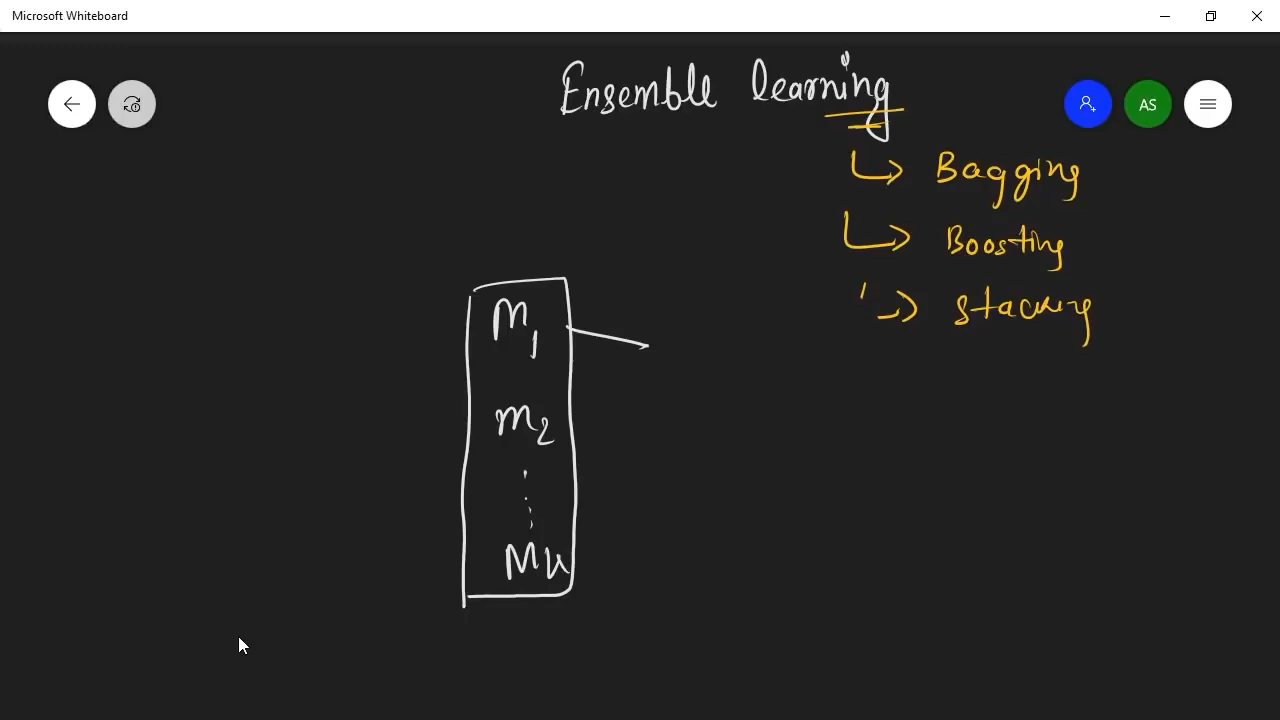 Microsoft Whiteboard
Ensemble learning
AS
Bagging
Boosting
Stacking
M1
M2
Mk